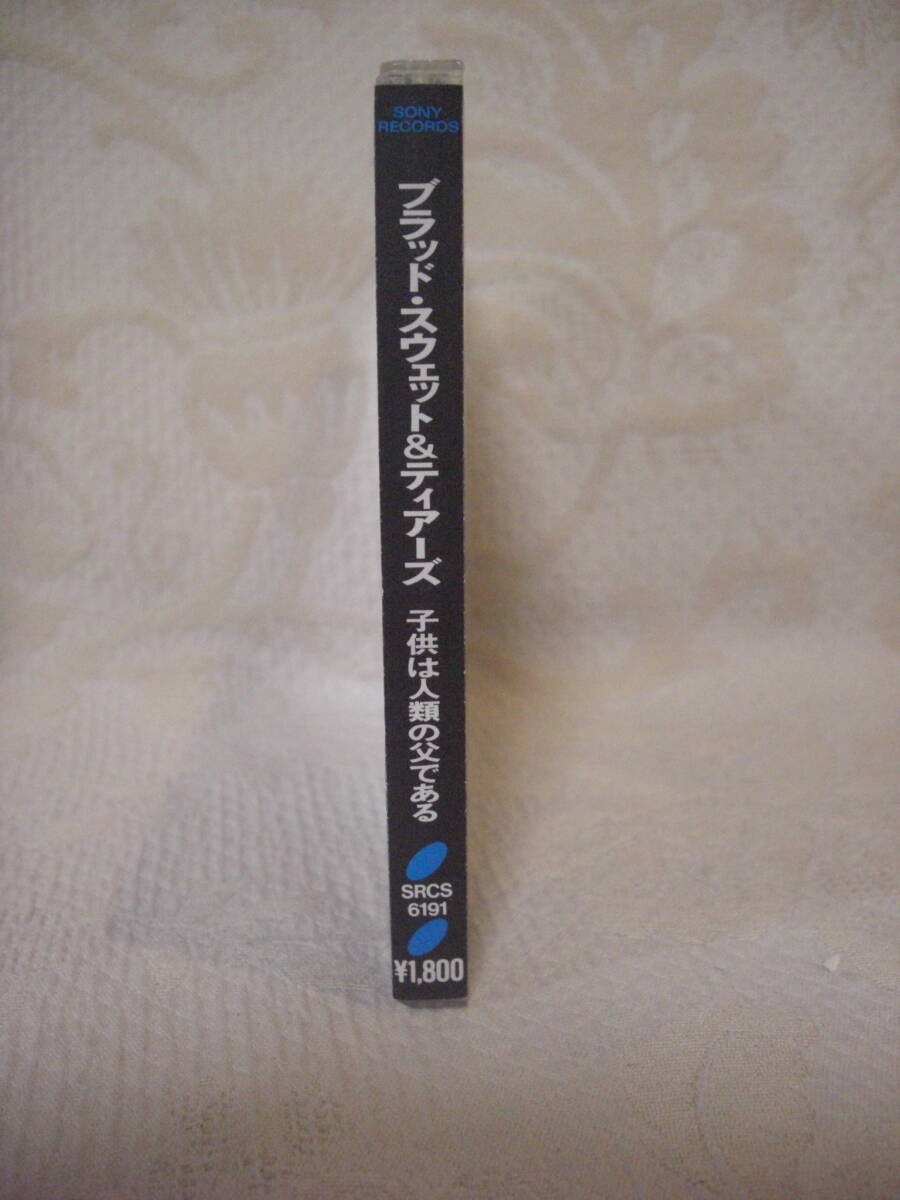 SONY
RECORDS
ブラッド・スウェット&ティアーズ
子供は人類の父である
SRCS
6191
¥1,800